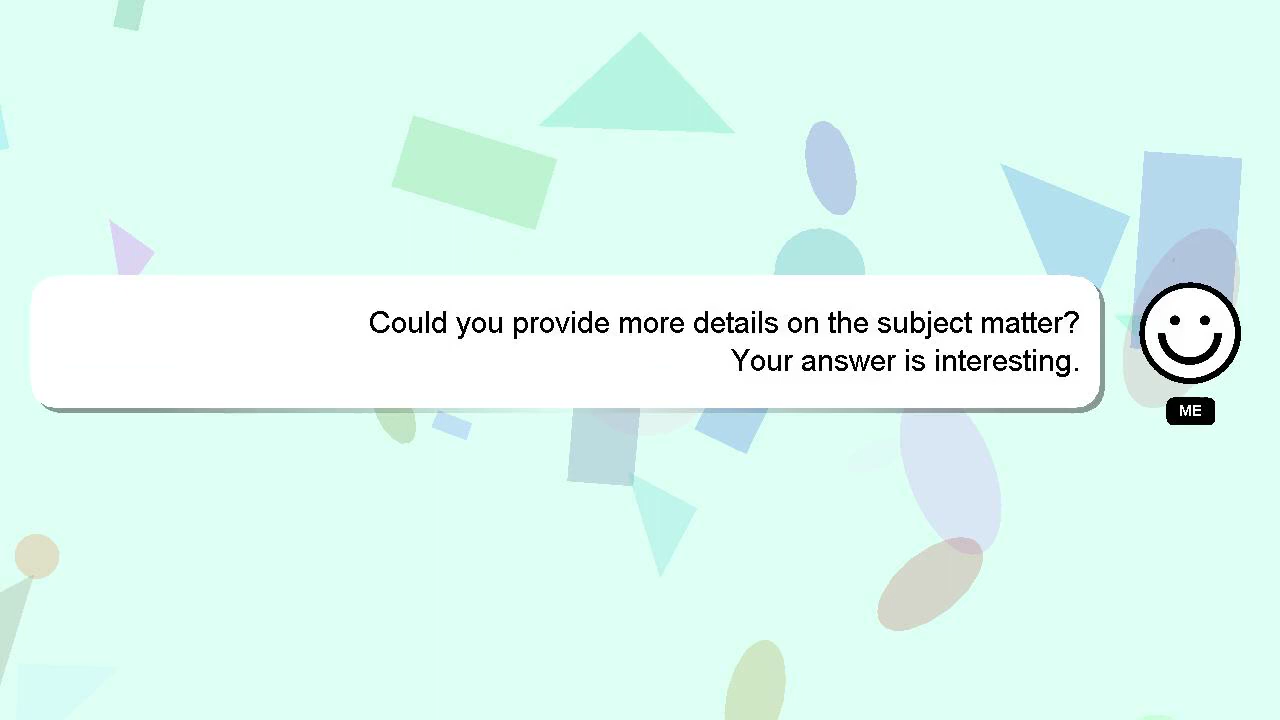 Could you provide more details on the subject matter?
Your answer is interesting.
ME